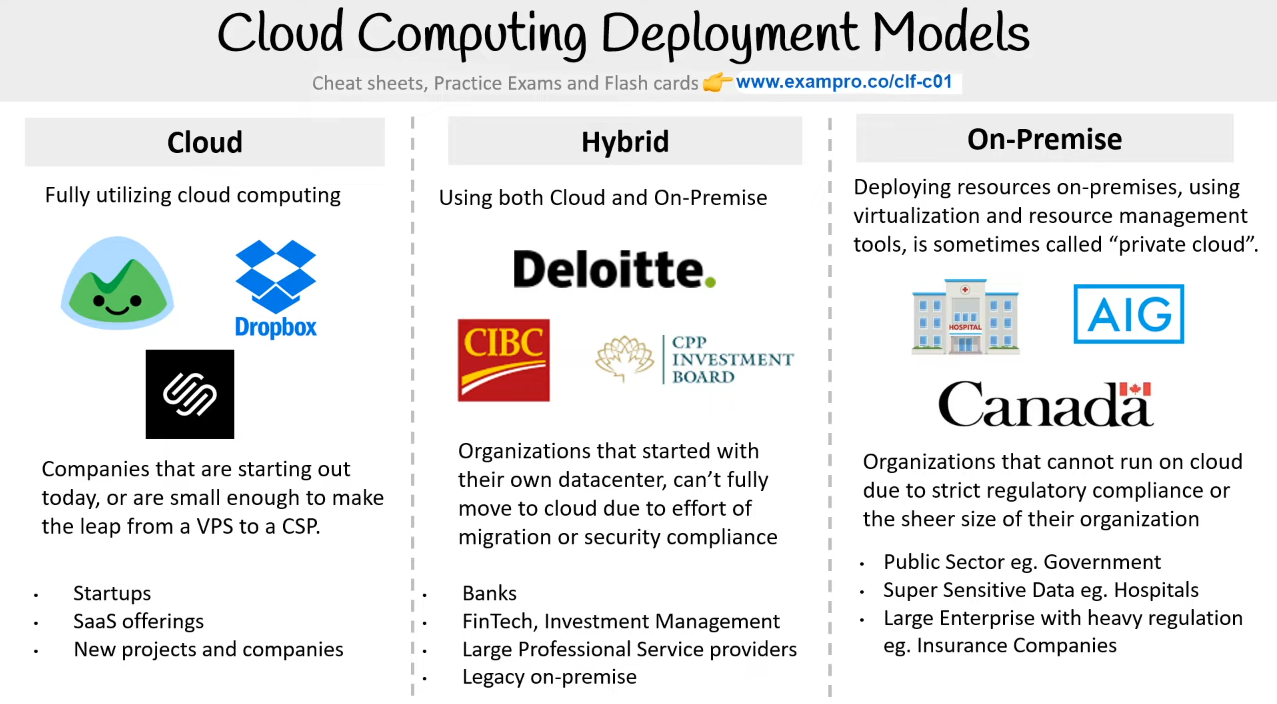 Cloud Computing Deployment Models
Cheat sheets, Practice Exams and Flash cards 👉 www.exampro.co/clf-c01
Cloud
Fully utilizing cloud computing
Dropbox
Companies that are starting out
today, or are small enough to make
the leap from a VPS to a CSP.
• Startups
• SaaS offerings
• New projects and companies
Hybrid
Using both Cloud and On-Premise
Deloitte.
CIBC
CPP
INVESTMENT
BOARD
Organizations that started with
their own datacenter, can't fully
move to cloud due to effort of
migration or security compliance
• Banks
• FinTech, Investment Management
• Large Professional Service providers
• Legacy on-premise
On-Premise
Deploying resources on-premises, using
virtualization and resource management
tools, is sometimes called “private cloud”.
HOSPITAL
AIG
Canada
Organizations that cannot run on cloud
due to strict regulatory compliance or
the sheer size of their organization
• Public Sector eg. Government
• Super Sensitive Data eg. Hospitals
• Large Enterprise with heavy regulation
eg. Insurance Companies